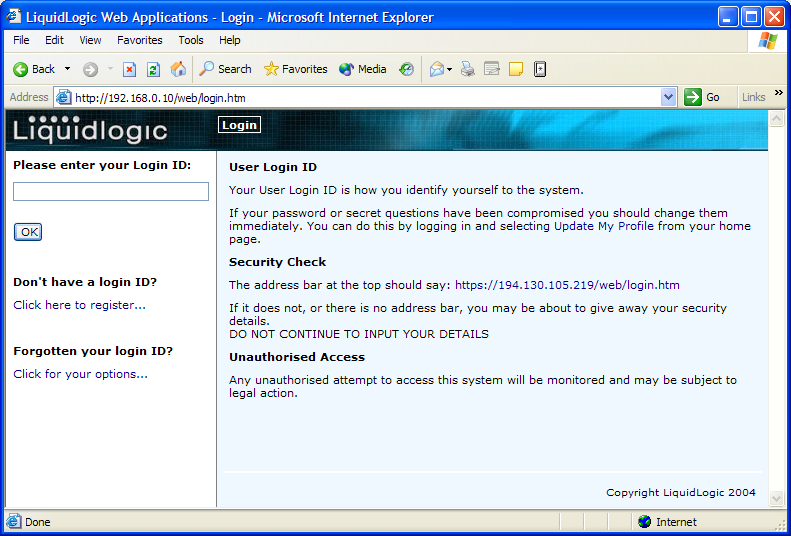 LiquidLogic Web Applications - Login - Microsoft Internet Explorer
File Edit View Favorites Tools Help
Back Search Favorites Media
Address http://192.168.0.10/web/login.htm Go Links »
Liquidlogic Login
Please enter your Login ID:
OK
Don't have a login ID?
Click here to register...
Forgotten your login ID?
Click for your options...
User Login ID
Your User Login ID is how you identify yourself to the system.
If your password or secret questions have been compromised you should change them
immediately. You can do this by logging in and selecting Update My Profile from your home
page.
Security Check
The address bar at the top should say: https://194.130.105.219/web/login.htm
If it does not, or there is no address bar, you may be about to give away your security
details.
DO NOT CONTINUE TO INPUT YOUR DETAILS
Unauthorised Access
Any unauthorised attempt to access this system will be monitored and may be subject to
legal action.
Copyright LiquidLogic 2004
Done Internet